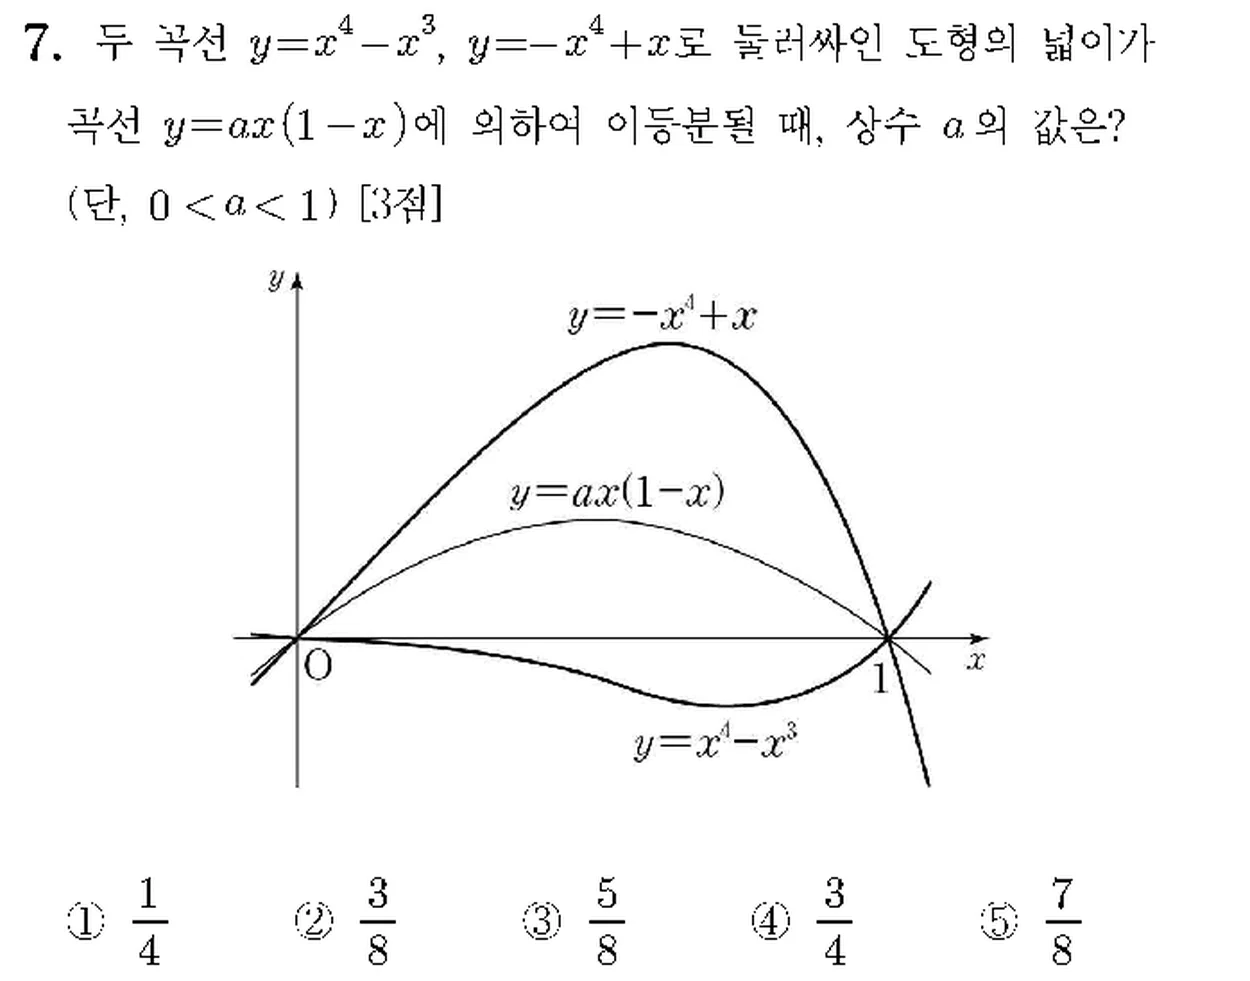 7. 두 곡선 y=x⁴−x³, y=−x⁴+x로 둘러싸인 도형의 넓이가
곡선 y=ax(1−x)에 의하여 이등분될 때, 상수 a의 값은?
(단, 0<a<1) [3점]
y
y=−x⁴+x
y=ax(1−x)
O
1
x
y=x⁴−x³
① 1/4 ② 3/8 ③ 5/8 ④ 3/4 ⑤ 7/8